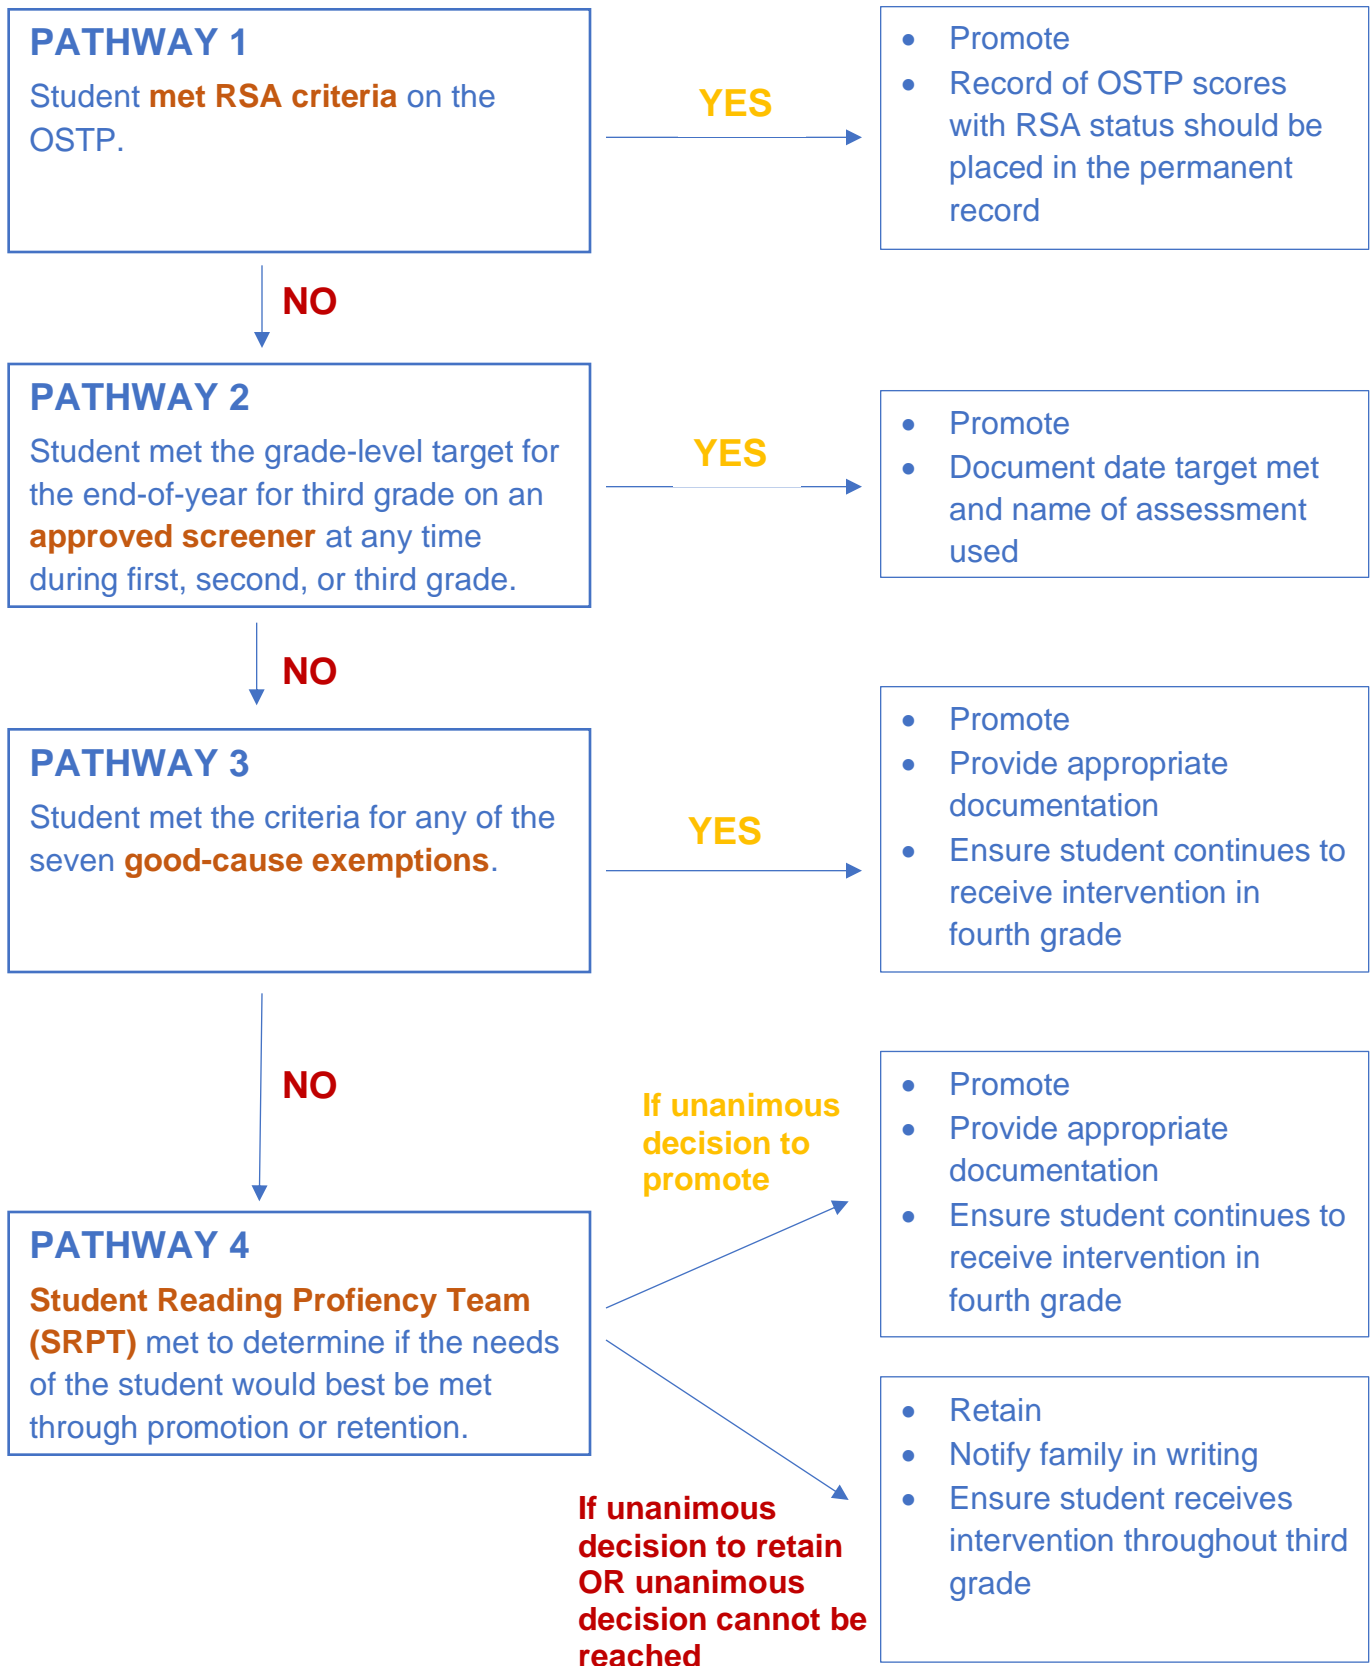 PATHWAY 1
Student met RSA criteria on the
OSTP.
YES
• Promote
• Record of OSTP scores
with RSA status should be
placed in the permanent
record
NO
PATHWAY 2
Student met the grade-level target for
the end-of-year for third grade on an
approved screener at any time
during first, second, or third grade.
YES
• Promote
• Document date target met
and name of assessment
used
NO
PATHWAY 3
Student met the criteria for any of the
seven good-cause exemptions.
YES
• Promote
• Provide appropriate
documentation
• Ensure student continues to
receive intervention in
fourth grade
NO
PATHWAY 4
Student Reading Profiency Team
(SRPT) met to determine if the needs
of the student would best be met
through promotion or retention.
If unanimous
decision to
promote
• Promote
• Provide appropriate
documentation
• Ensure student continues to
receive intervention in
fourth grade
If unanimous
decision to retain
OR unanimous
decision cannot be
reached
• Retain
• Notify family in writing
• Ensure student receives
intervention throughout third
grade